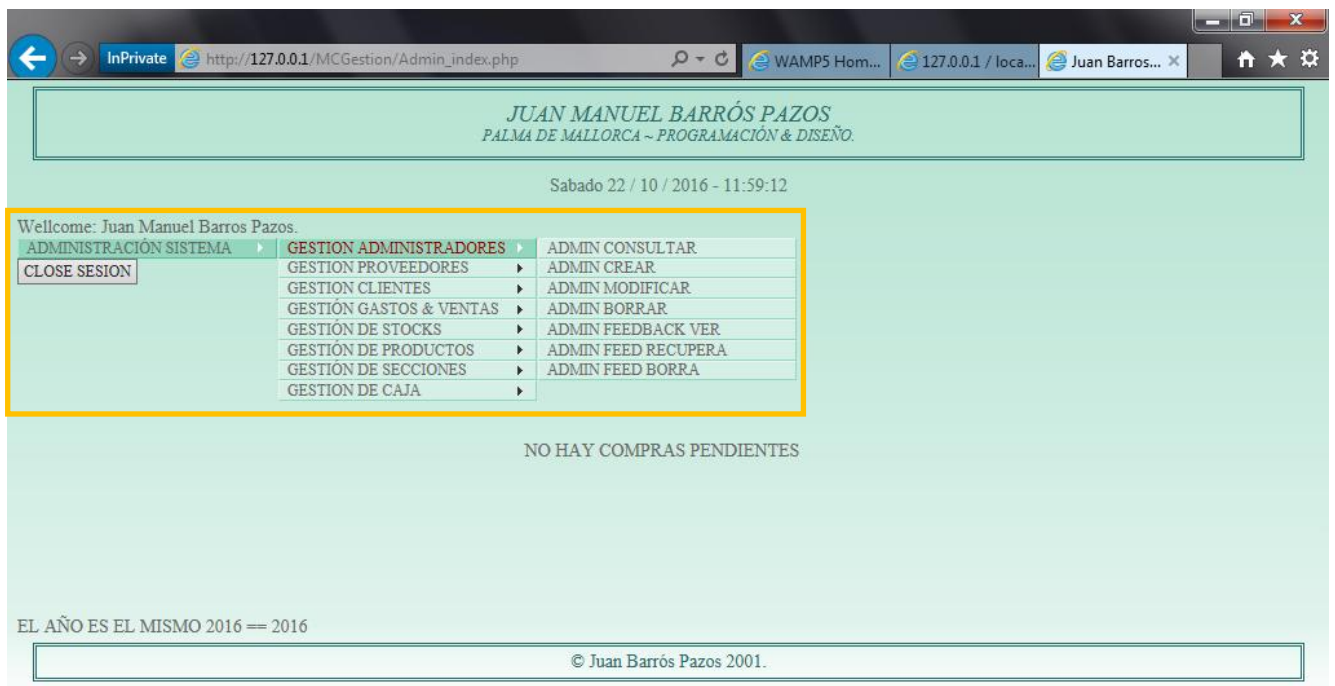 InPrivate http://127.0.0.1/MCGestion/Admin_index.php WAMP5 Hom... 127.0.0.1 / loca... Juan Barros...
JUAN MANUEL BARRÓS PAZOS
PALMA DE MALLORCA ~ PROGRAMACIÓN & DISEÑO.
Sabado 22 / 10 / 2016 - 11:59:12
Wellcome: Juan Manuel Barros Pazos.
ADMINISTRACIÓN SISTEMA GESTION ADMINISTRADORES ADMIN CONSULTAR
CLOSE SESION GESTION PROVEEDORES ADMIN CREAR
GESTION CLIENTES ADMIN MODIFICAR
GESTIÓN GASTOS & VENTAS ADMIN BORRAR
GESTIÓN DE STOCKS ADMIN FEEDBACK VER
GESTIÓN DE PRODUCTOS ADMIN FEED RECUPERA
GESTIÓN DE SECCIONES ADMIN FEED BORRA
GESTION DE CAJA
NO HAY COMPRAS PENDIENTES
EL AÑO ES EL MISMO 2016 == 2016
© Juan Barrós Pazos 2001.